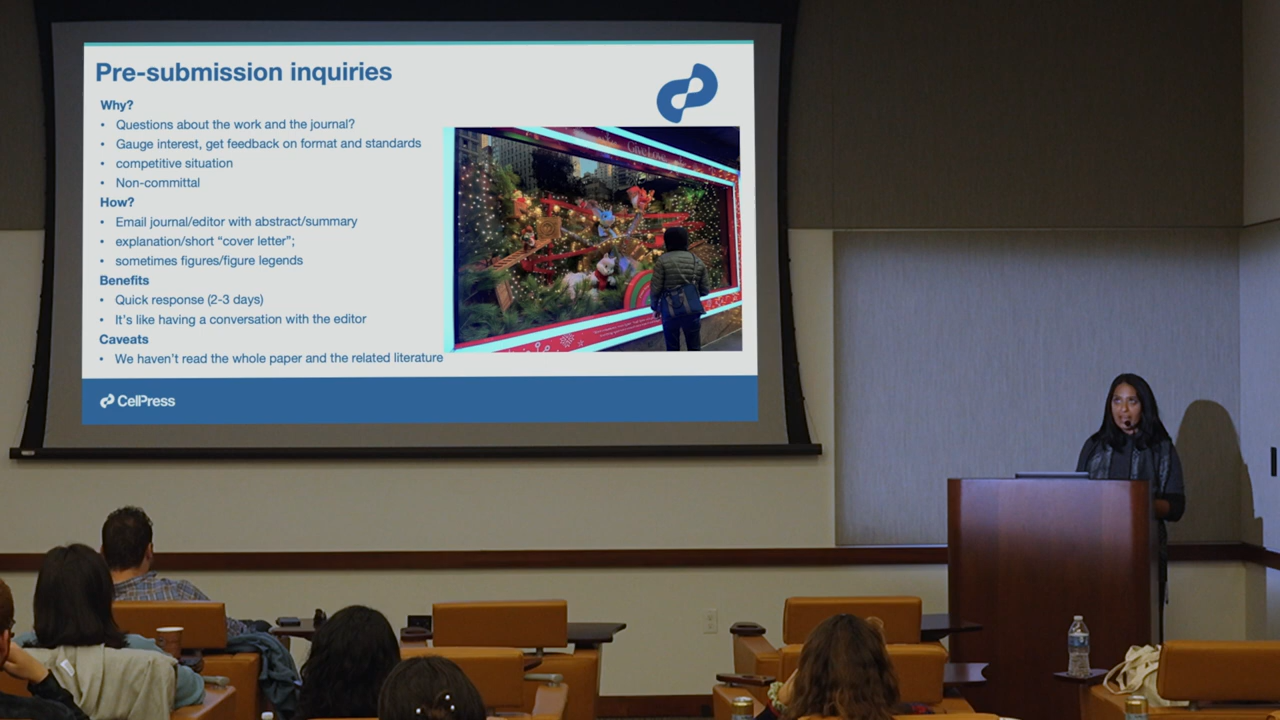 Pre-submission inquiries
Why?
• Questions about the work and the journal?
• Gauge interest, get feedback on format and standards
• competitive situation
• Non-committal
How?
• Email journal/editor with abstract/summary
• explanation/short “cover letter”;
• sometimes figures/figure legends
Benefits
• Quick response (2-3 days)
• It’s like having a conversation with the editor
Caveats
• We haven’t read the whole paper and the related literature
Give Love
CellPress